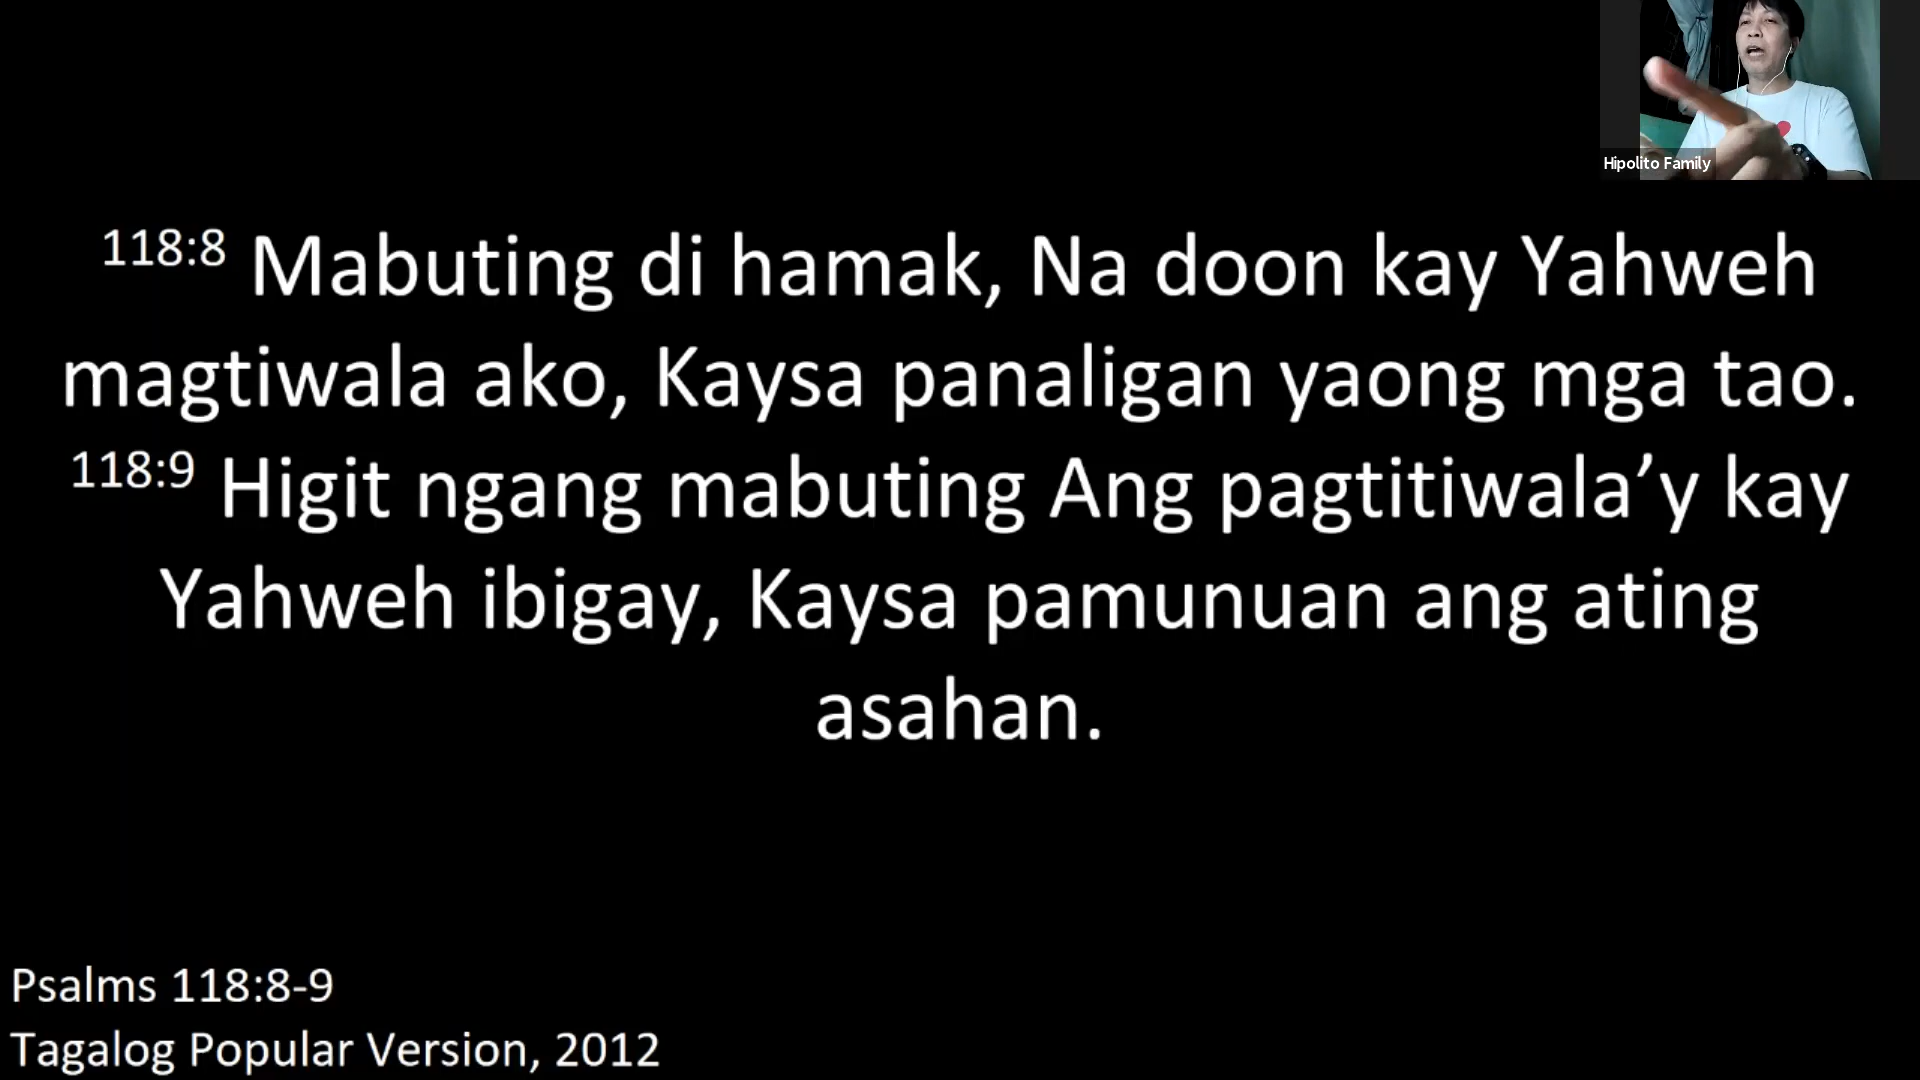 Hipolito Family
118:8 Mabuting di hamak, Na doon kay Yahweh
magtiwala ako, Kaysa panaligan yaong mga tao.
118:9 Higit ngang mabuting Ang pagtitiwala’y kay
Yahweh ibigay, Kaysa pamunuan ang ating
asahan.
Psalms 118:8-9
Tagalog Popular Version, 2012